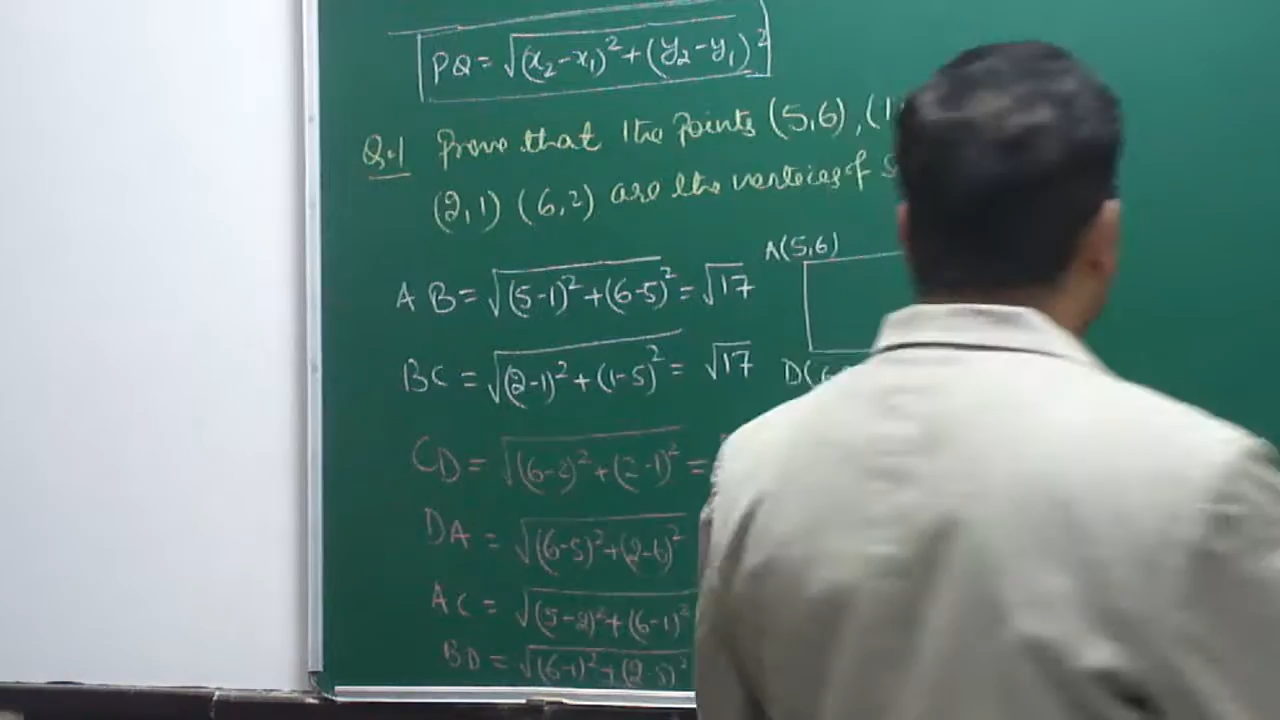 PQ = √(x₂-x₁)² + (y₂-y₁)²
Q.1 Prove that the points (5,6), (1
(2,1) (6,2) are the vertices of S
A(5,6)
AB = √(5-1)² + (6-5)² = √17
BC = √(2-1)² + (1-5)² = √17
D(6
CD = √(6-2)² + (2-1)² =
DA = √(6-5)² + (2-6)²
AC = √(5-2)² + (6-1)²
BD = √(6-1)² + (2-5)²